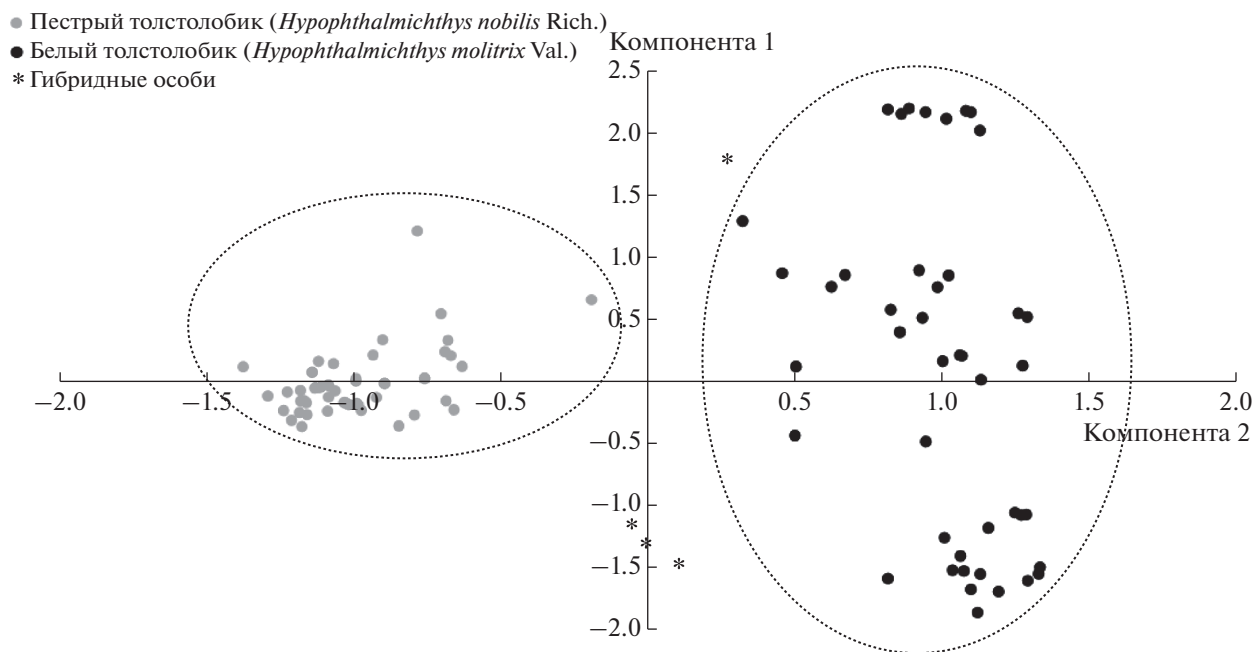 Пестрый толстолобик (Hypophthalmichthys nobilis Rich.)
Белый толстолобик (Hypophthalmichthys molitrix Val.)
* Гибридные особи
Компонента 1
2.5
2.0
1.5
1.0
0.5
−2.0 −1.5 −1.0 −0.5 0.5 1.0 1.5 2.0
Компонента 2
−0.5
−1.0
−1.5
−2.0